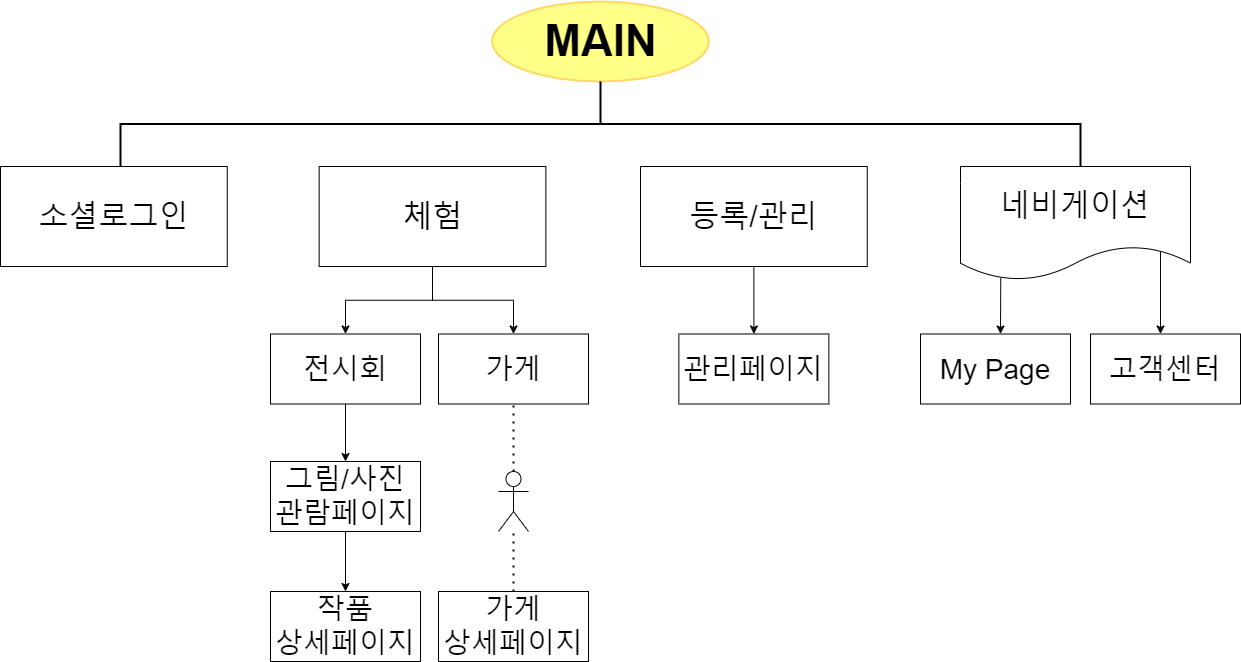 MAIN
소셜로그인
체험
등록/관리
네비게이션
전시회
가게
관리페이지
My Page
고객센터
그림/사진
관람페이지
작품
상세페이지
가게
상세페이지